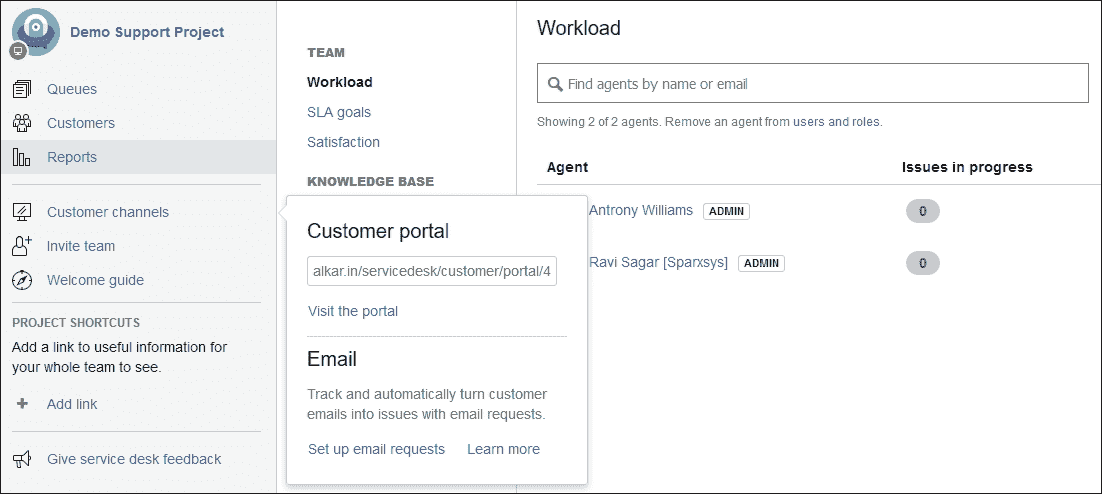 Demo Support Project
Queues
Customers
Reports
Customer channels
Invite team
Welcome guide
PROJECT SHORTCUTS
Add a link to useful information for
your whole team to see.
+ Add link
Give service desk feedback
TEAM
Workload
SLA goals
Satisfaction
KNOWLEDGE BASE
Customer portal
alkar.in/servicedesk/customer/portal/4
Visit the portal
Email
Track and automatically turn customer
emails into issues with email requests.
Set up email requests Learn more
Workload
Find agents by name or email
Showing 2 of 2 agents. Remove an agent from users and roles.
Agent Issues in progress
Antrony Williams ADMIN 0
Ravi Sagar [Sparxsys] ADMIN 0